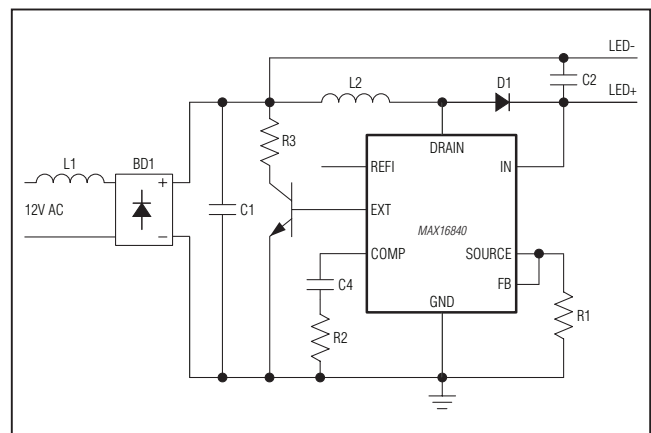 LED-
C2
L2
D1
LED+
R3
DRAIN
L1
BD1
REFI
IN
+
12V AC
C1
EXT
MAX16840
–
COMP
SOURCE
C4
FB
GND
R1
R2